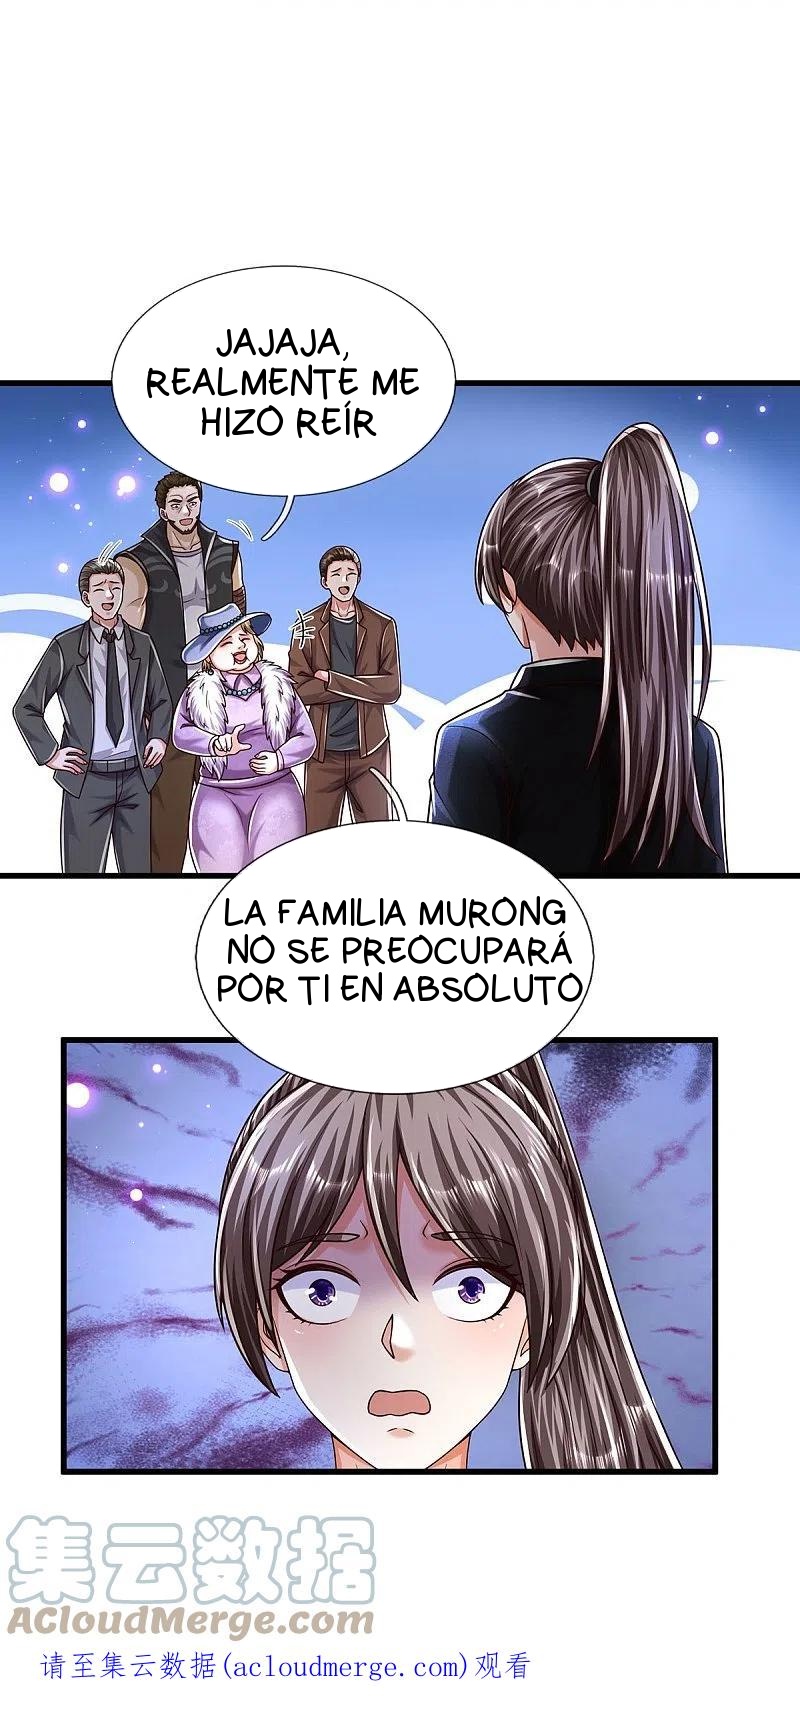 JAJAJA,
REALMENTE ME
HIZO REÍR
LA FAMILIA MURONG
NO SE PREOCUPARÁ
POR TI EN ABSOLUTO
集云数据
ACloudMerge.com
请至集云数据(acloudmerge.com)观看